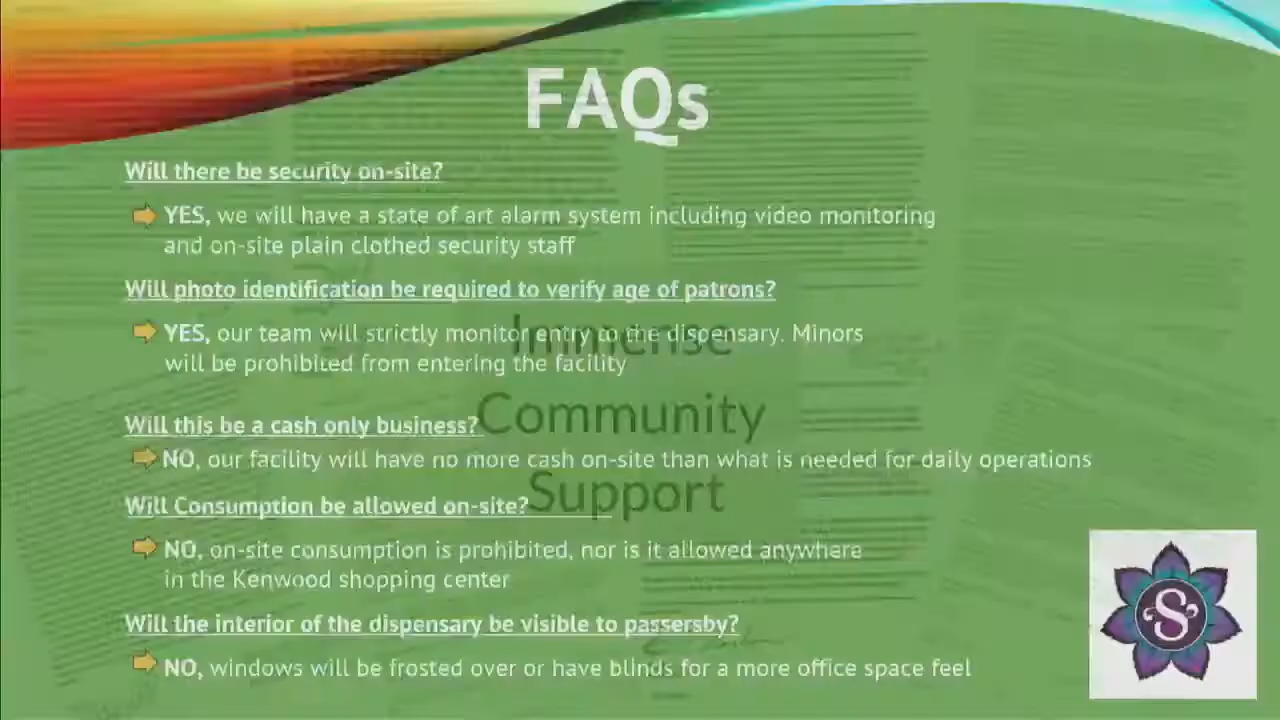 FAQs
Will there be security on-site?
YES, we will have a state of art alarm system including video monitoring
and on-site plain clothed security staff
Will photo identification be required to verify age of patrons?
YES, our team will strictly monitor entry to the dispensary. Minors
will be prohibited from entering the facility
Immense
Will this be a cash only business?
Community
NO, our facility will have no more cash on-site than what is needed for daily operations
Will Consumption be allowed on-site?
Support
NO, on-site consumption is prohibited, nor is it allowed anywhere
in the Kenwood shopping center
Will the interior of the dispensary be visible to passersby?
NO, windows will be frosted over or have blinds for a more office space feel
S